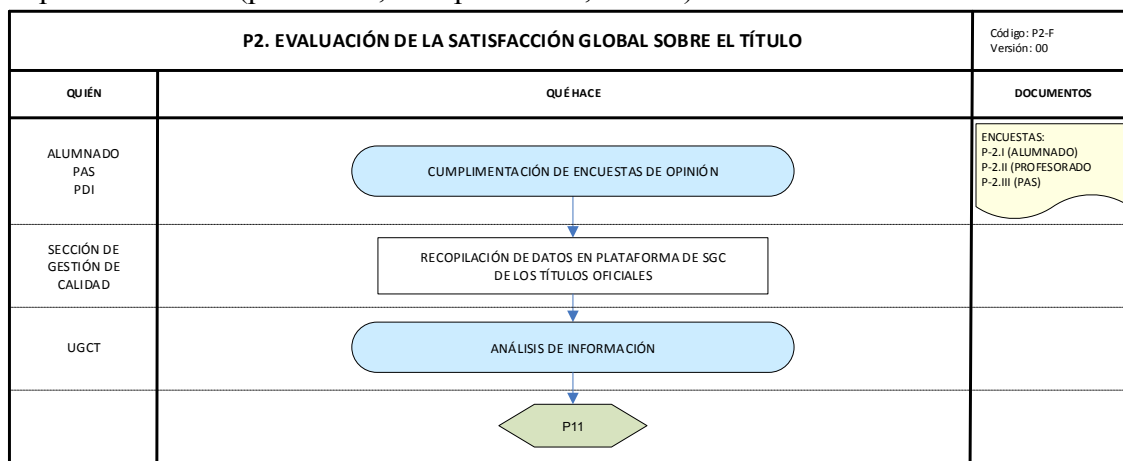 P2. EVALUACIÓN DE LA SATISFACCIÓN GLOBAL SOBRE EL TÍTULO
Código: P2-F
Versión: 00
QUIÉN
QUÉ HACE
DOCUMENTOS
ALUMNADO
PAS
PDI
CUMPLIMENTACIÓN DE ENCUESTAS DE OPINIÓN
ENCUESTAS:
P-2.I (ALUMNADO)
P-2.II (PROFESORADO
P-2.III (PAS)
SECCIÓN DE
GESTIÓN DE
CALIDAD
RECOPILACIÓN DE DATOS EN PLATAFORMA DE SGC
DE LOS TÍTULOS OFICIALES
UGCT
ANÁLISIS DE INFORMACIÓN
P11